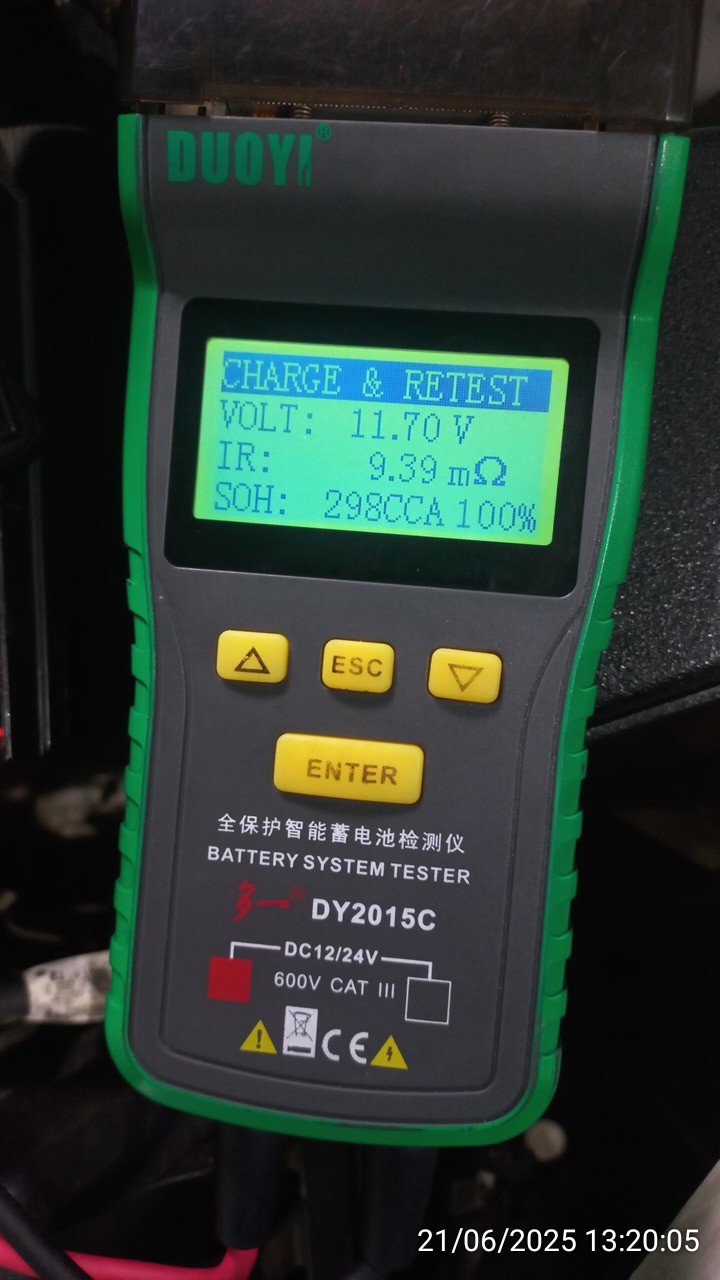 DUOYI®
CHARGE & RETEST
VOLT: 11.70 V
IR: 9.39 mΩ
SOH: 298CCA 100%
ESC
ENTER
全保护智能蓄电池检测仪
BATTERY SYSTEM TESTER
多一® DY2015C
DC12/24V
600V CAT III
CE
21/06/2025 13:20:05